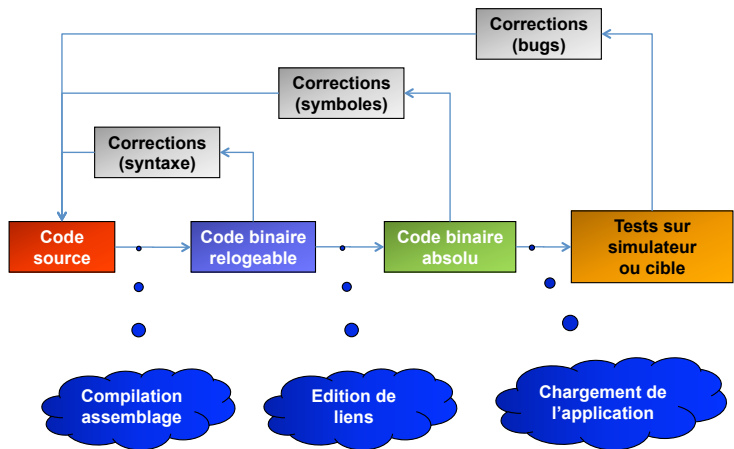 Corrections
(bugs)
Corrections
(symboles)
Corrections
(syntaxe)
Code
source
Code binaire
relogeable
Code binaire
absolu
Tests sur
simulateur
ou cible
Compilation
assemblage
Edition de
liens
Chargement de
l’application